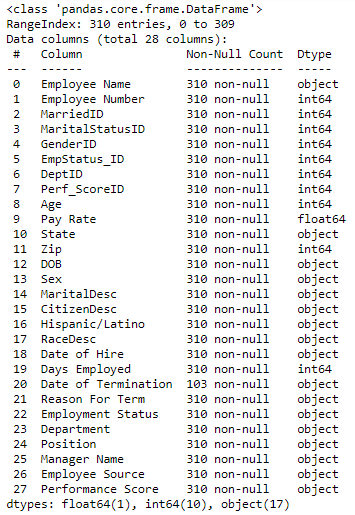 <class 'pandas.core.frame.DataFrame'>
RangeIndex: 310 entries, 0 to 309
Data columns (total 28 columns):
 #   Column               Non-Null Count  Dtype
---  ------               --------------  -----
 0   Employee Name        310 non-null    object
 1   Employee Number      310 non-null    int64
 2   MarriedID            310 non-null    int64
 3   MaritalStatusID      310 non-null    int64
 4   GenderID             310 non-null    int64
 5   EmpStatus_ID         310 non-null    int64
 6   DeptID               310 non-null    int64
 7   Perf_ScoreID         310 non-null    int64
 8   Age                  310 non-null    int64
 9   Pay Rate             310 non-null    float64
 10  State                310 non-null    object
 11  Zip                  310 non-null    int64
 12  DOB                  310 non-null    object
 13  Sex                  310 non-null    object
 14  MaritalDesc          310 non-null    object
 15  CitizenDesc          310 non-null    object
 16  Hispanic/Latino      310 non-null    object
 17  RaceDesc             310 non-null    object
 18  Date of Hire         310 non-null    object
 19  Days Employed        310 non-null    int64
 20  Date of Termination  103 non-null    object
 21  Reason For Term      310 non-null    object
 22  Employment Status    310 non-null    object
 23  Department           310 non-null    object
 24  Position             310 non-null    object
 25  Manager Name         310 non-null    object
 26  Employee Source      310 non-null    object
 27  Performance Score    310 non-null    object
dtypes: float64(1), int64(10), object(17)